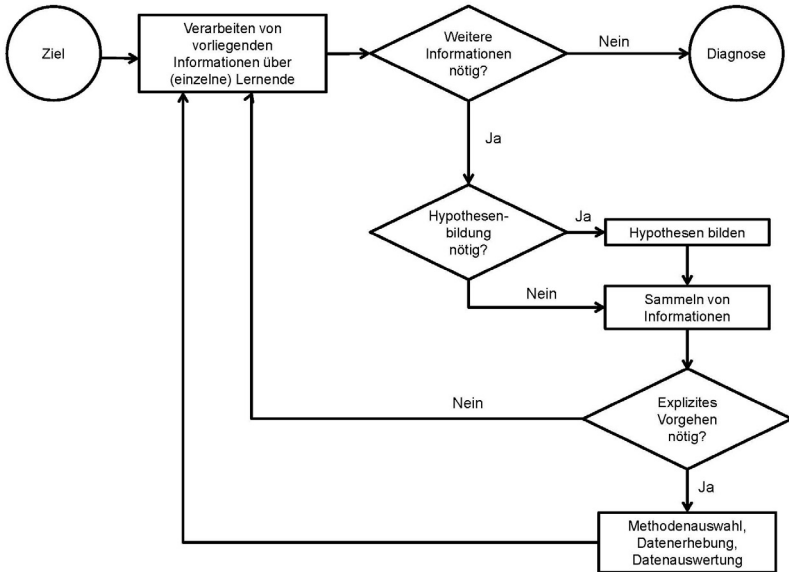 Ziel
Verarbeiten von
vorliegenden
Informationen über
(einzelne) Lernende
Weitere
Informationen
nötig?
Nein
Diagnose
Ja
Hypothesen-
bildung
nötig?
Ja
Hypothesen bilden
Nein
Sammeln von
Informationen
Nein
Explizites
Vorgehen
nötig?
Ja
Methodenauswahl,
Datenerhebung,
Datenauswertung